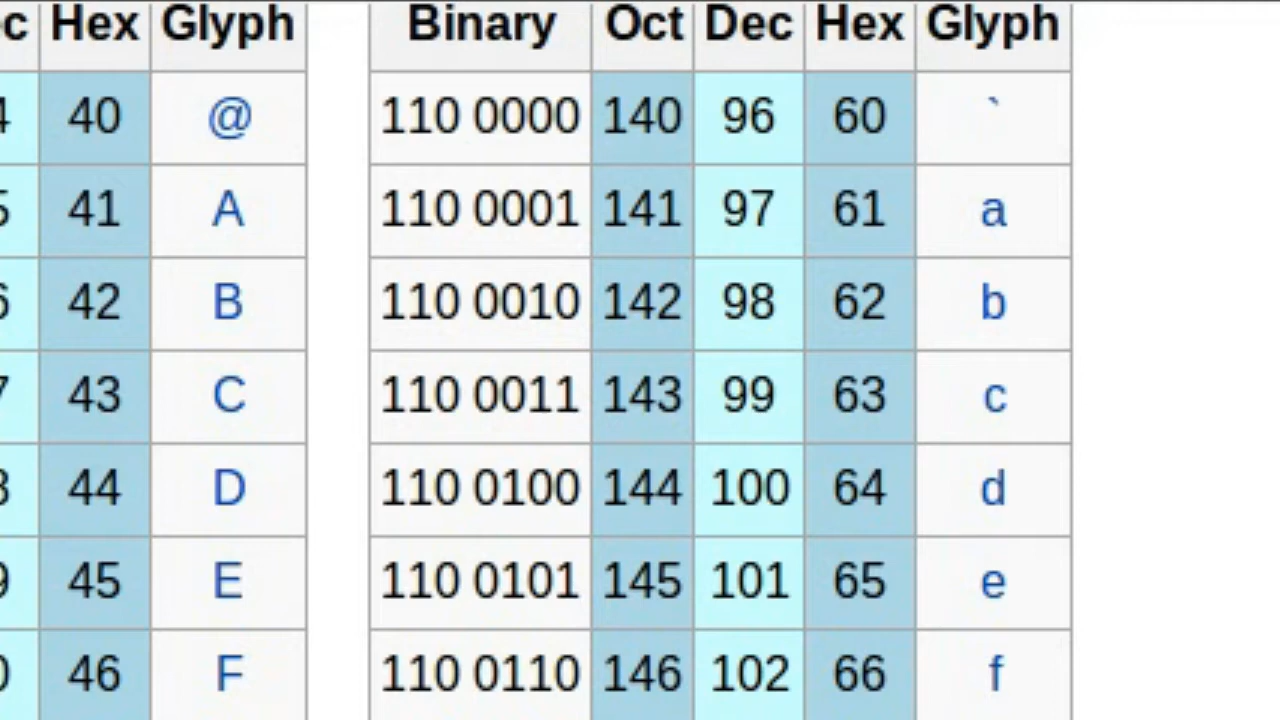 c Hex Glyph Binary Oct Dec Hex Glyph
4 40 @ 110 0000 140 96 60 `
5 41 A 110 0001 141 97 61 a
6 42 B 110 0010 142 98 62 b
7 43 C 110 0011 143 99 63 c
8 44 D 110 0100 144 100 64 d
9 45 E 110 0101 145 101 65 e
0 46 F 110 0110 146 102 66 f